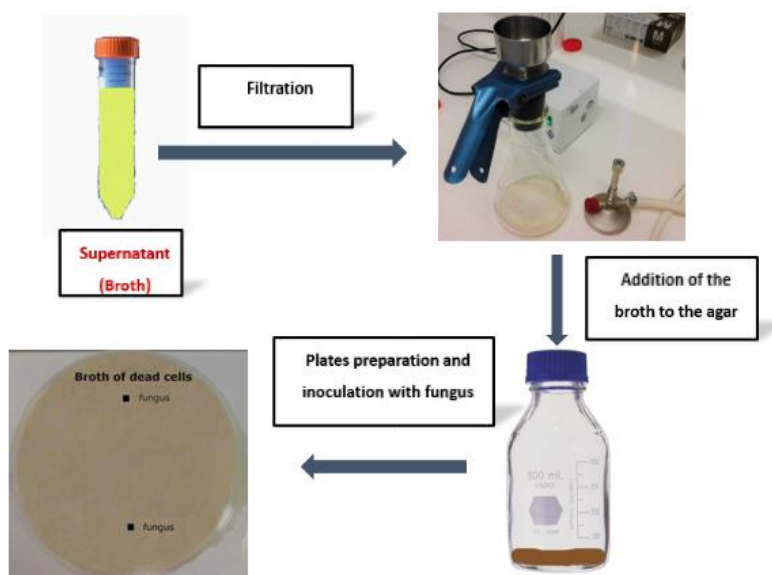 Filtration
Supernatant
(Broth)
Addition of the
broth to the agar
Plates preparation and
inoculation with fungus
Broth of dead cells
fungus
fungus
500 mL